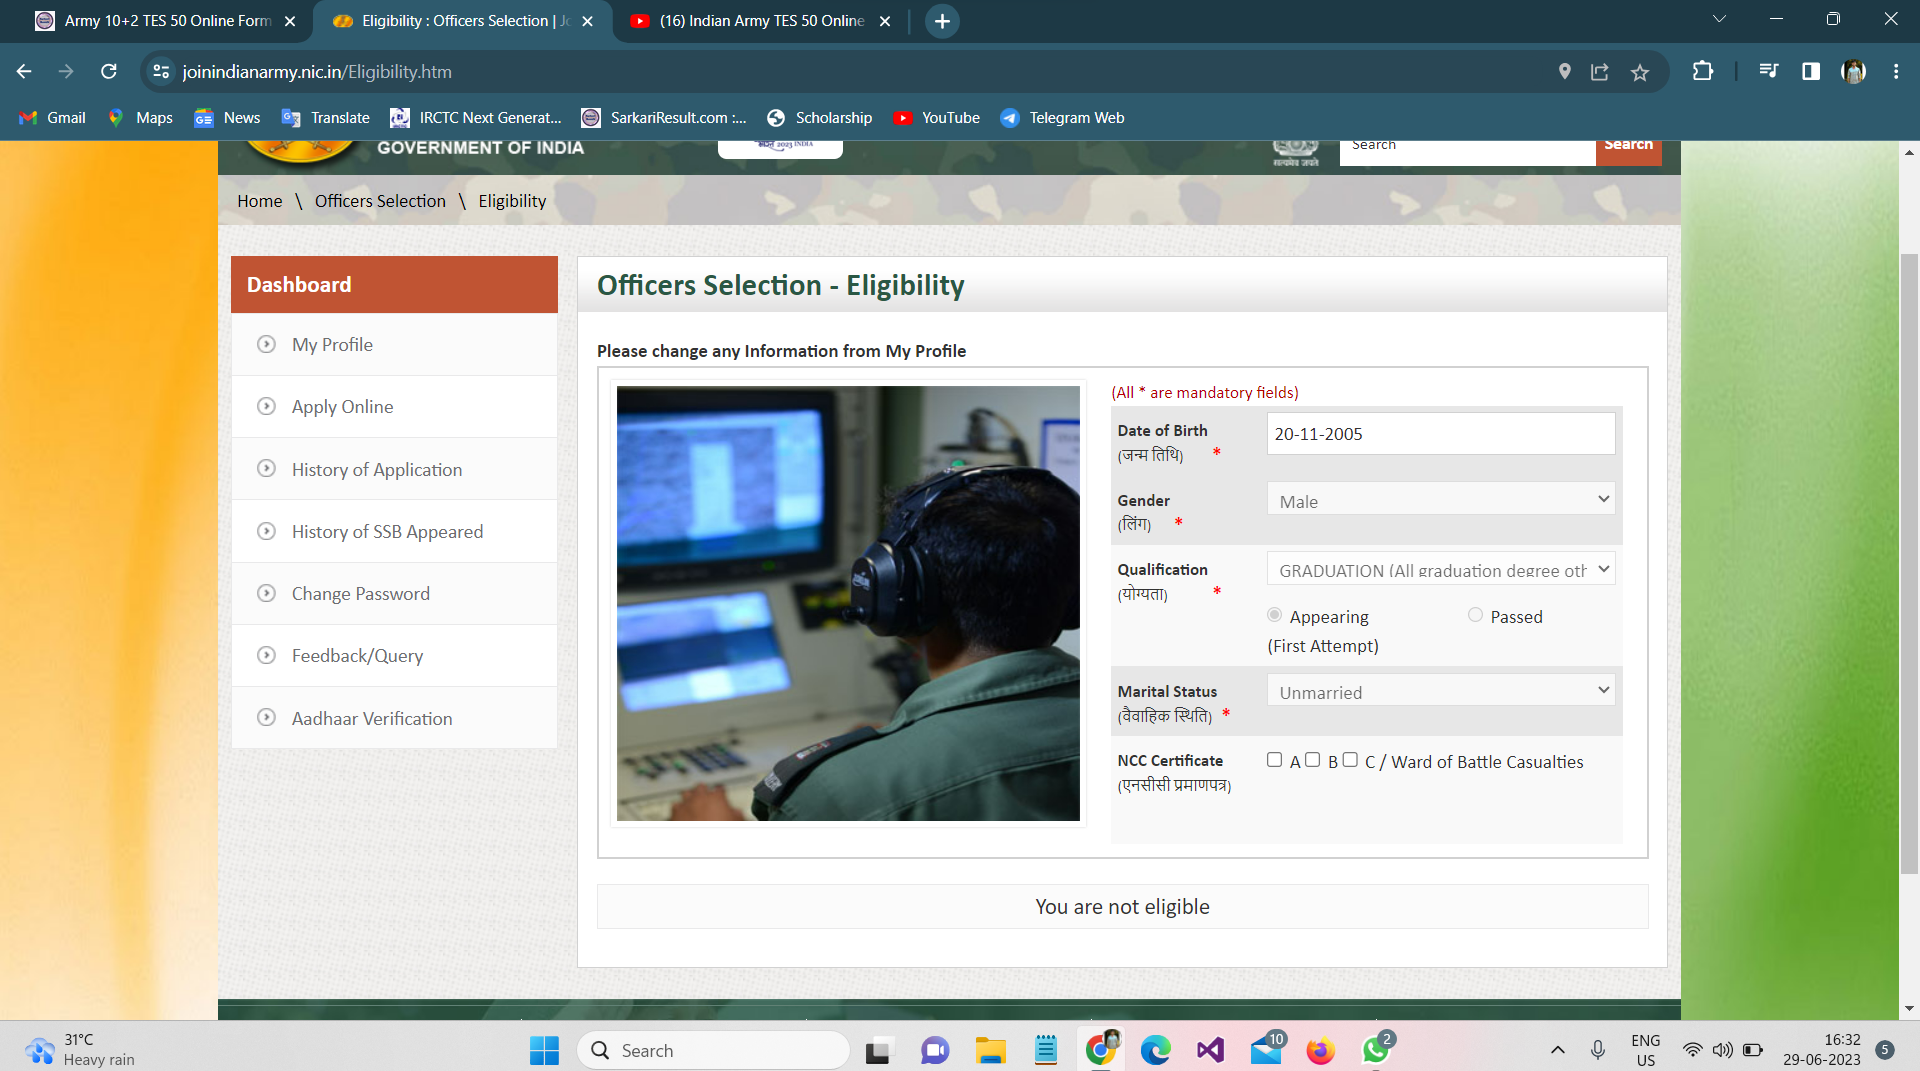 Army 10+2 TES 50 Online Form
Eligibility : Officers Selection | Jo
(16) Indian Army TES 50 Online
joinindianarmy.nic.in/Eligibility.htm
Gmail
Maps
News
Translate
IRCTC Next Generat...
SarkariResult.com :...
Scholarship
YouTube
Telegram Web
GOVERNMENT OF INDIA
2023 INDIA
सत्यमेव जयते
Search
Search
Home \ Officers Selection \ Eligibility
Dashboard
My Profile
Apply Online
History of Application
History of SSB Appeared
Change Password
Feedback/Query
Aadhaar Verification
Officers Selection - Eligibility
Please change any Information from My Profile
(All * are mandatory fields)
Date of Birth
(जन्म तिथि) *
20-11-2005
Gender
(लिंग) *
Male
Qualification
(योग्यता) *
GRADUATION (All graduation degree oth
Appearing
(First Attempt)
Passed
Marital Status
(वैवाहिक स्थिति) *
Unmarried
NCC Certificate
(एनसीसी प्रमाणपत्र)
A B C / Ward of Battle Casualties
You are not eligible
31°C
Heavy rain
Search
10
2
ENG
US
16:32
29-06-2023
5